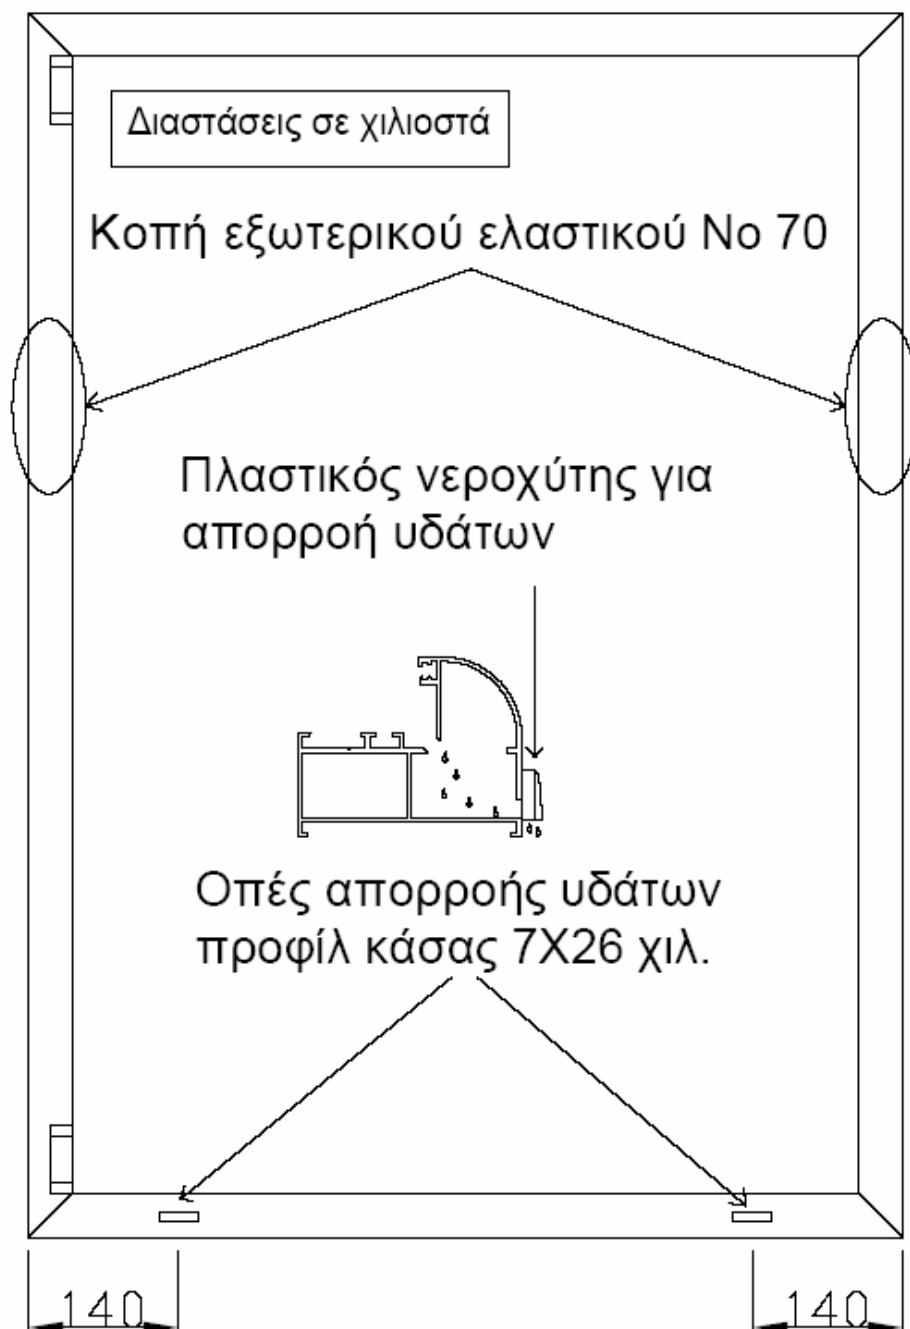 Διαστάσεις σε χιλιοστά
Κοπή εξωτερικού ελαστικού Νο 70
Πλαστικός νεροχύτης για
απορροή υδάτων
Οπές απορροής υδάτων
προφίλ κάσας 7Χ26 χιλ.
140 140